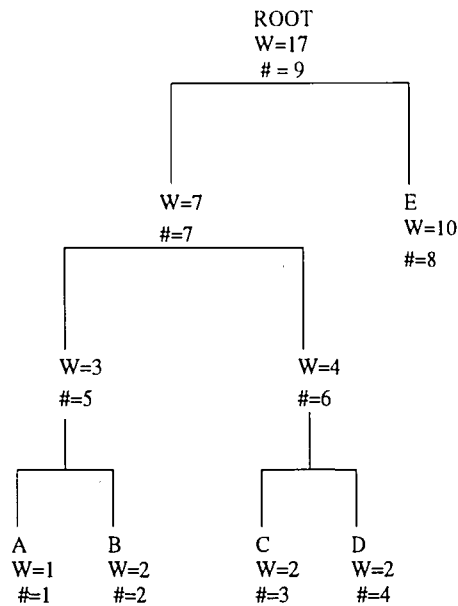 ROOT
W=17
# = 9
W=7
#=7
E
W=10
#=8
W=3
#=5
W=4
#=6
A
W=1
#=1
B
W=2
#=2
C
W=2
#=3
D
W=2
#=4